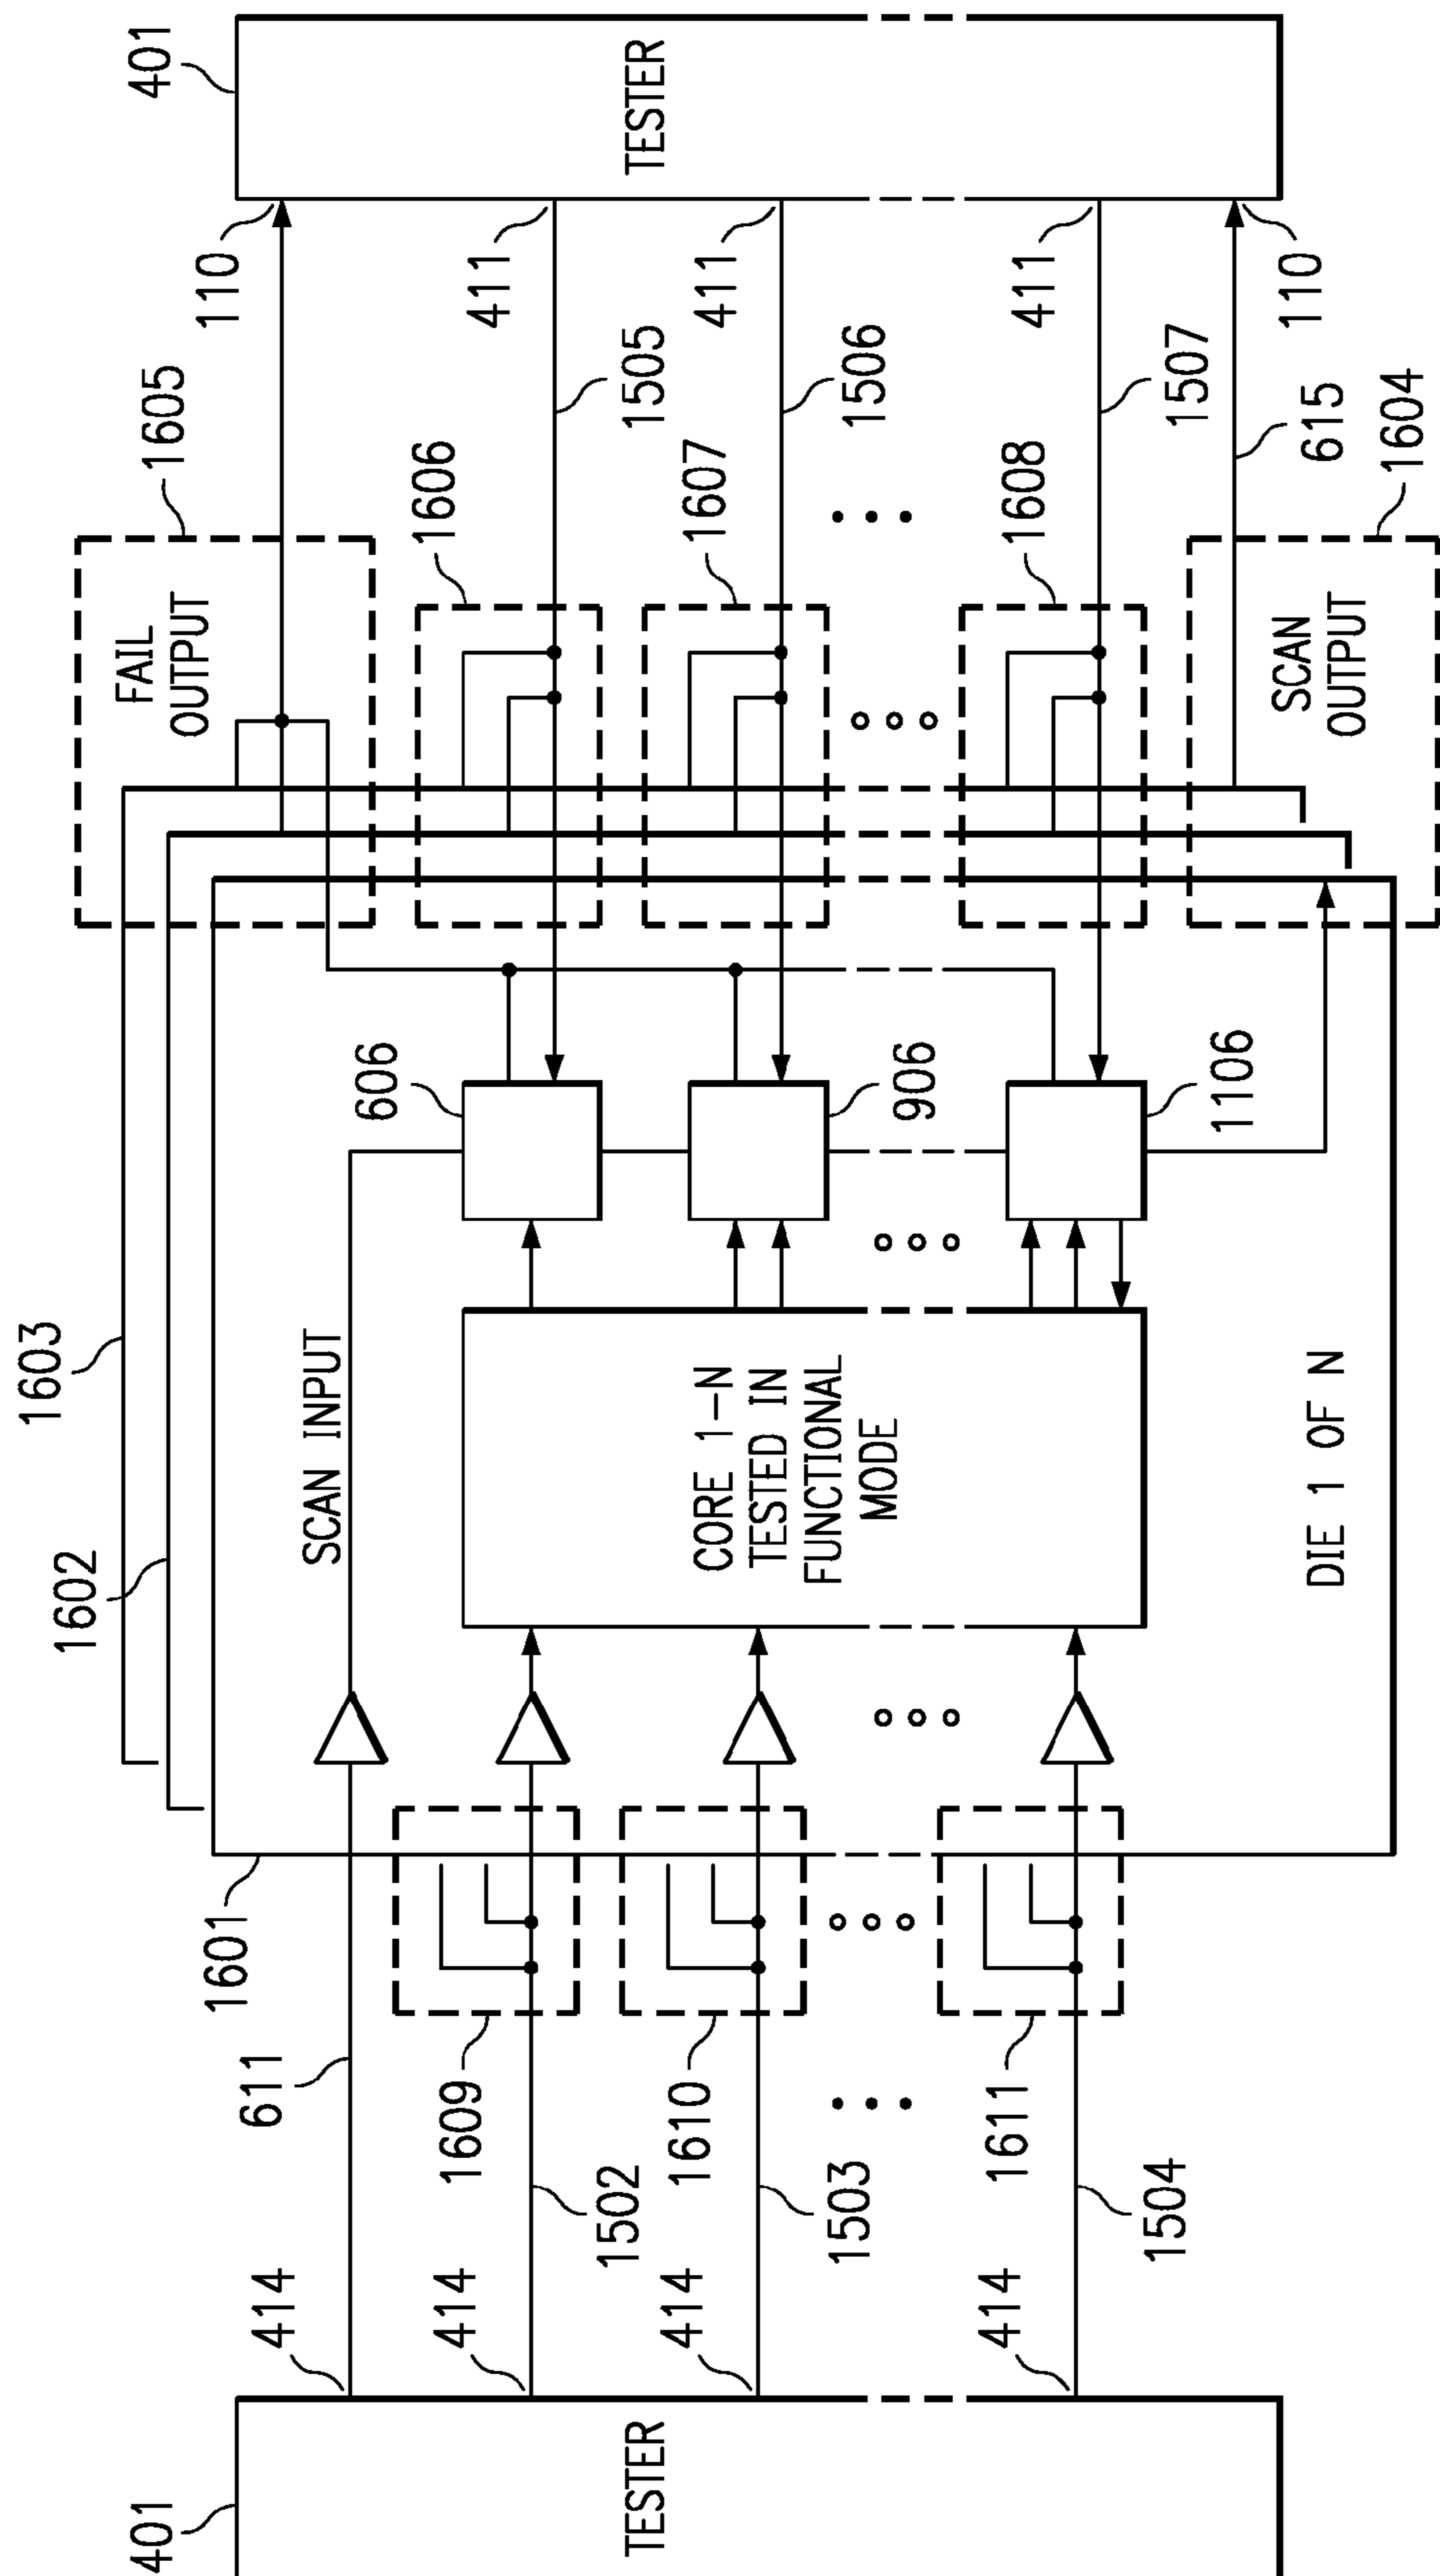 401
TESTER
414
414
414
414
611
1502
1503
1504
1609
1610
1611
1601
1602
1603
SCAN INPUT
CORE 1–N
TESTED IN
FUNCTIONAL
MODE
DIE 1 OF N
606
906
1106
FAIL
OUTPUT
1605
1606
1607
1608
SCAN
OUTPUT
1604
1505
1506
1507
615
110
411
411
411
110
401
TESTER